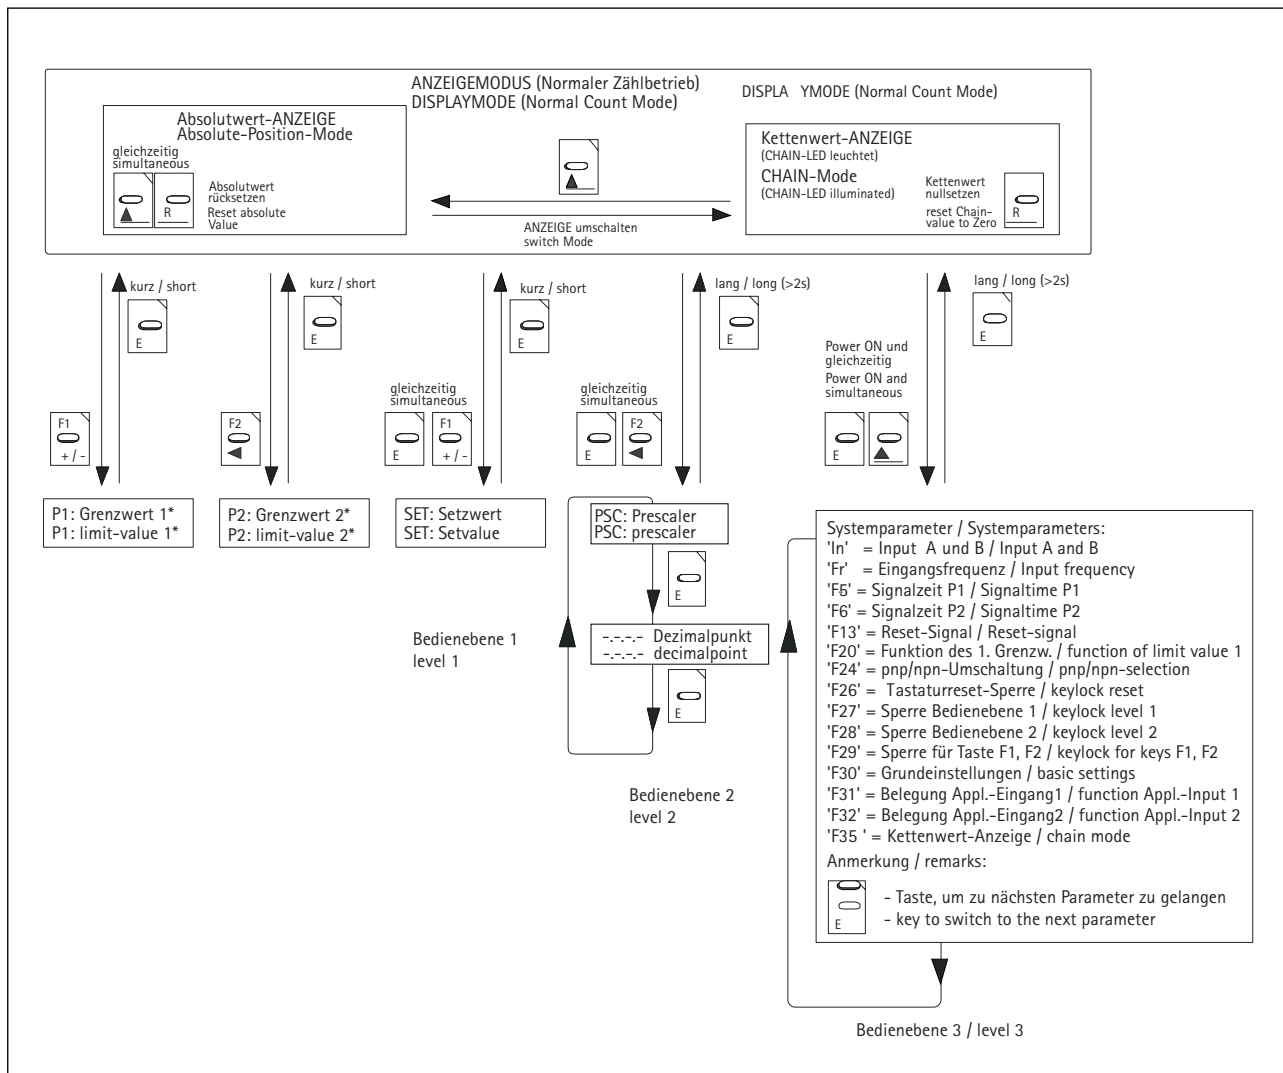 ANZEIGEMODUS (Normaler Zählbetrieb)
DISPLAYMODE (Normal Count Mode)
DISPLA YMODE (Normal Count Mode)
Absolutwert-ANZEIGE
Absolute-Position-Mode
gleichzeitig
simultaneous
R
Absolutwert
rücksetzen
Reset absolute
Value
ANZEIGE umschalten
switch Mode
Kettenwert-ANZEIGE
(CHAIN-LED leuchtet)
CHAIN-Mode
(CHAIN-LED illuminated)
Kettenwert
nullsetzen
reset Chain-
value to Zero
R
kurz / short
E
kurz / short
E
kurz / short
E
lang / long (>2s)
E
lang / long (>2s)
E
F1
+ / -
F2
gleichzeitig
simultaneous
E
F1
+ / -
gleichzeitig
simultaneous
E
F2
Power ON und
gleichzeitig
Power ON and
simultaneous
E
P1: Grenzwert 1*
P1: limit-value 1*
P2: Grenzwert 2*
P2: limit-value 2*
SET: Setzwert
SET: Setvalue
PSC: Prescaler
PSC: prescaler
E
-.-.-.- Dezimalpunkt
-.-.-.- decimalpoint
E
Bedienebene 1
level 1
Bedienebene 2
level 2
Systemparameter / Systemparameters:
'In' = Input A und B / Input A and B
'Fr' = Eingangsfrequenz / Input frequency
'F5' = Signalzeit P1 / Signaltime P1
'F6' = Signalzeit P2 / Signaltime P2
'F13' = Reset-Signal / Reset-signal
'F20' = Funktion des 1. Grenzw. / function of limit value 1
'F24' = pnp/npn-Umschaltung / pnp/npn-selection
'F26' = Tastaturreset-Sperre / keylock reset
'F27' = Sperre Bedienebene 1 / keylock level 1
'F28' = Sperre Bedienebene 2 / keylock level 2
'F29' = Sperre für Taste F1, F2 / keylock for keys F1, F2
'F30' = Grundeinstellungen / basic settings
'F31' = Belegung Appl.-Eingang1 / function Appl.-Input 1
'F32' = Belegung Appl.-Eingang2 / function Appl.-Input 2
'F35 ' = Kettenwert-Anzeige / chain mode
Anmerkung / remarks:
E
- Taste, um zu nächsten Parameter zu gelangen
- key to switch to the next parameter
Bedienebene 3 / level 3